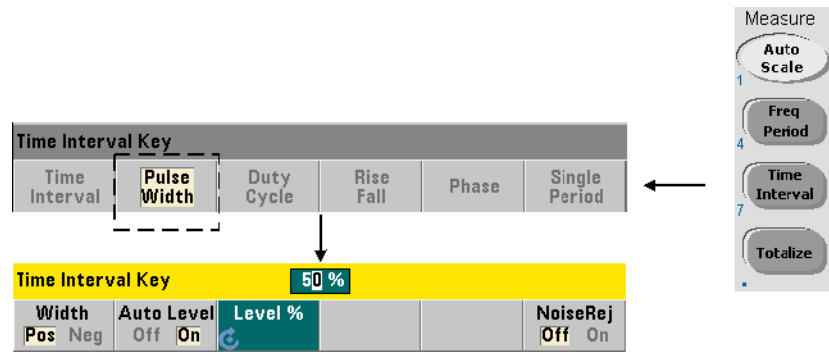 Measure
Auto
Scale
1
Freq
Period
4
Time
Interval
7
Totalize
.
Time Interval Key
Time
Interval
Pulse
Width
Duty
Cycle
Rise
Fall
Phase
Single
Period
Time Interval Key
50 %
Width
Pos Neg
Auto Level
Off On
Level %
NoiseRej
Off On